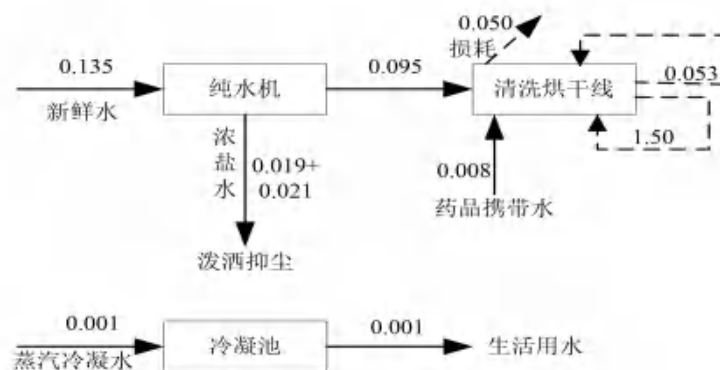 0.050
损耗
0.135
纯水机
0.095
清洗烘干线
0.053
新鲜水
浓盐水
0.019+
0.021
1.50
0.008
药品携带水
泼洒抑尘
0.001
冷凝池
0.001
生活用水
蒸汽冷凝水